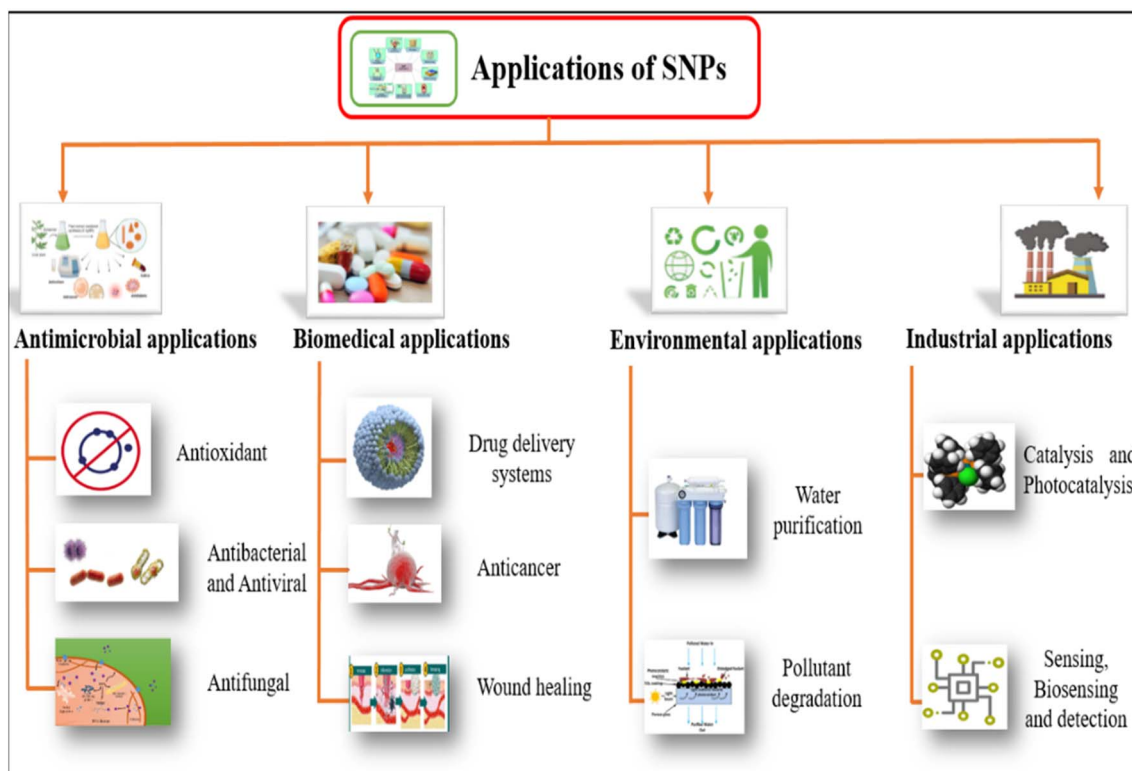 Applications of SNPs
Antimicrobial applications
Biomedical applications
Environmental applications
Industrial applications
Antioxidant
Antibacterial
and Antiviral
Antifungal
Drug delivery
systems
Anticancer
Wound healing
Water
purification
Pollutant
degradation
Catalysis and
Photocatalysis
Sensing,
Biosensing
and detection